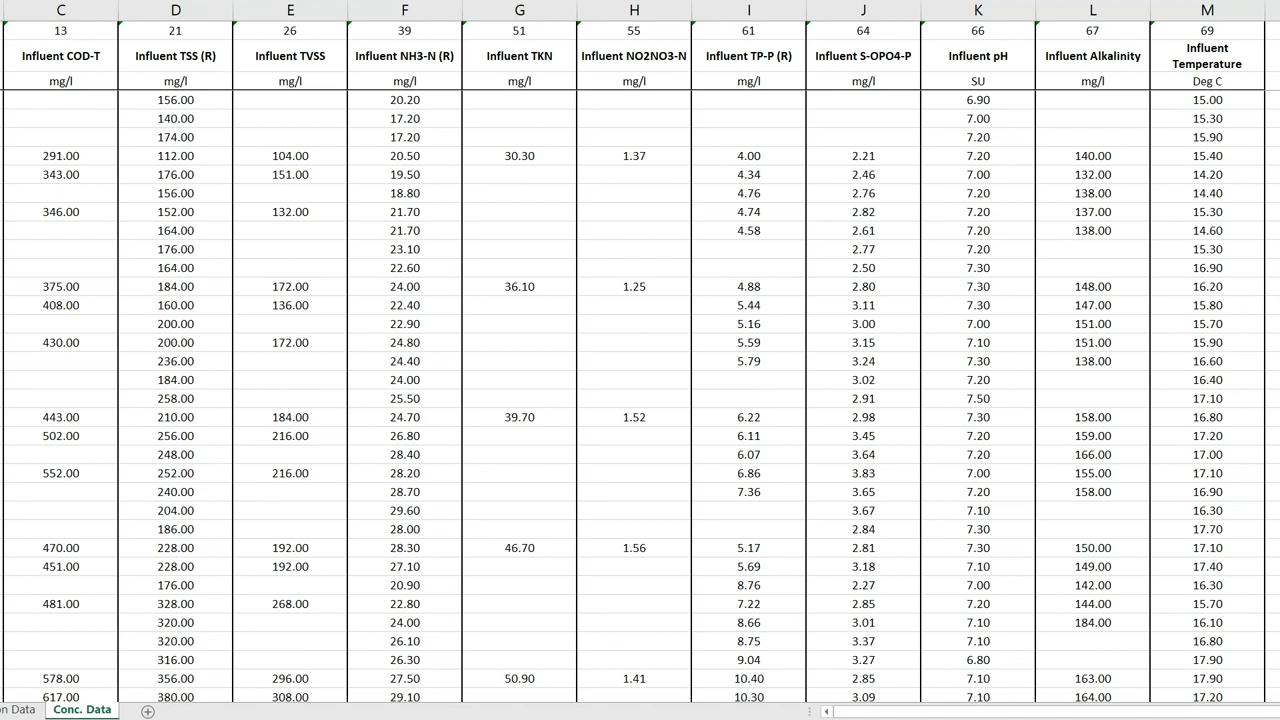 C D E F G H I J K L M
13 21 26 39 51 55 61 64 66 67 69
Influent COD-T Influent TSS (R) Influent TVSS Influent NH3-N (R) Influent TKN Influent NO2NO3-N Influent TP-P (R) Influent S-OPO4-P Influent pH Influent Alkalinity Influent Temperature
mg/l mg/l mg/l mg/l mg/l mg/l mg/l mg/l SU mg/l Deg C
156.00 20.20 6.90 15.00
140.00 17.20 7.00 15.30
174.00 17.20 7.20 15.90
291.00 112.00 104.00 20.50 30.30 1.37 4.00 2.21 7.20 140.00 15.40
343.00 176.00 151.00 19.50 4.34 2.46 7.00 132.00 14.20
156.00 18.80 4.76 2.76 7.20 138.00 14.40
346.00 152.00 132.00 21.70 4.74 2.82 7.20 137.00 15.30
164.00 21.70 4.58 2.61 7.20 138.00 14.60
176.00 23.10 2.77 7.20 15.30
164.00 22.60 2.50 7.30 16.90
375.00 184.00 172.00 24.00 36.10 1.25 4.88 2.80 7.30 148.00 16.20
408.00 160.00 136.00 22.40 5.44 3.11 7.30 147.00 15.80
200.00 22.90 5.16 3.00 7.00 151.00 15.70
430.00 200.00 172.00 24.80 5.59 3.15 7.10 151.00 15.90
236.00 24.40 5.79 3.24 7.30 138.00 16.60
184.00 24.00 3.02 7.20 16.40
258.00 25.50 2.91 7.50 17.10
443.00 210.00 184.00 24.70 39.70 1.52 6.22 2.98 7.30 158.00 16.80
502.00 256.00 216.00 26.80 6.11 3.45 7.20 159.00 17.20
248.00 28.40 6.07 3.64 7.20 166.00 17.00
552.00 252.00 216.00 28.20 6.86 3.83 7.00 155.00 17.10
240.00 28.70 7.36 3.65 7.20 158.00 16.90
204.00 29.60 3.67 7.10 16.30
186.00 28.00 2.84 7.30 17.70
470.00 228.00 192.00 28.30 46.70 1.56 5.17 2.81 7.30 150.00 17.10
451.00 228.00 192.00 27.10 5.69 3.18 7.10 149.00 17.40
176.00 20.90 8.76 2.27 7.00 142.00 16.30
481.00 328.00 268.00 22.80 7.22 2.85 7.20 144.00 15.70
320.00 24.00 8.66 3.01 7.10 184.00 16.10
320.00 26.10 8.75 3.37 7.10 16.80
316.00 26.30 9.04 3.27 6.80 17.90
578.00 356.00 296.00 27.50 50.90 1.41 10.40 2.85 7.10 163.00 17.90
617.00 380.00 308.00 29.10 10.30 3.09 7.10 164.00 17.20
on Data Conc. Data